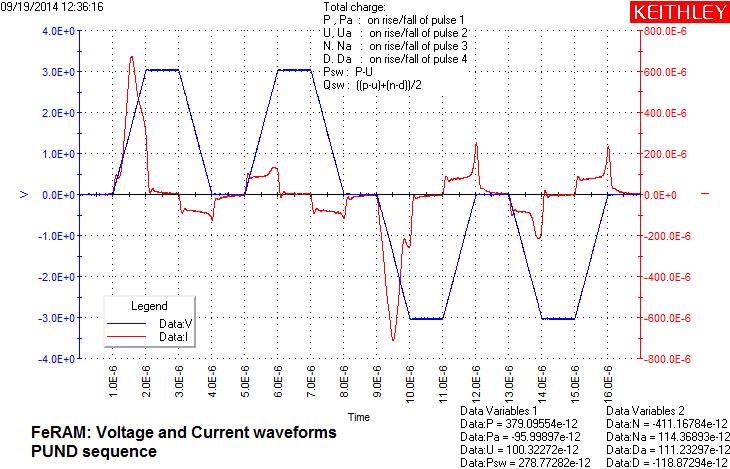 09/19/2014 12:36:16
Total charge:
P , Pa : on rise/fall of pulse 1
U, Ua : on rise/fall of pulse 2
N. Na : on rise/fall of pulse 3
D. Da : on rise/fall of pulse 4
Psw : P-U
Qsw : ((p-u)+(n-d))/2
KEITHLEY
4.0E+0
3.0E+0
2.0E+0
1.0E+0
0.0E+0
-1.0E+0
-2.0E+0
-3.0E+0
-4.0E+0
V
800.0E-6
600.0E-6
400.0E-6
200.0E-6
0.0E+0
-200.0E-6
-400.0E-6
-600.0E-6
-800.0E-6
I
Legend
Data:V
Data:I
1.0E-6
2.0E-6
3.0E-6
4.0E-6
5.0E-6
6.0E-6
7.0E-6
8.0E-6
9.0E-6
10.0E-6
11.0E-6
12.0E-6
13.0E-6
14.0E-6
15.0E-6
16.0E-6
Time
FeRAM: Voltage and Current waveforms
PUND sequence
Data Variables 1
Data:P = 379.09554e-12
Data:Pa = -95.99897e-12
Data:U = 100.32272e-12
Data:Psw = 278.77282e-12
Data Variables 2
Data:N = -411.16784e-12
Data:Na = 114.36893e-12
Data:Da = 111.23297e-12
Data:D = -118.87294e-12